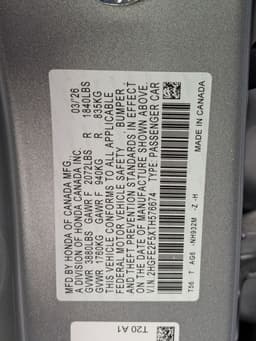 MFD BY HONDA OF CANADA MFG. 03/26
A DIVISION OF HONDA CANADA INC
GVWR 3880LBS GAWR F 2072LBS R 1840LBS
GVWR 1760KG GAWR F 940KG R 835KG
THIS VEHICLE CONFORMS TO ALL APPLICABLE
FEDERAL MOTOR VEHICLE SAFETY, BUMPER,
AND THEFT PREVENTION STANDARDS IN EFFECT
ON THE DATE OF MANUFACTURE SHOWN ABOVE.
V.I.N. 2HGFE2F5XTH576674 TYPE: PASSENGER CAR
T56 T AG6 -NH932M -Z -H MADE IN CANADA
T20 A1